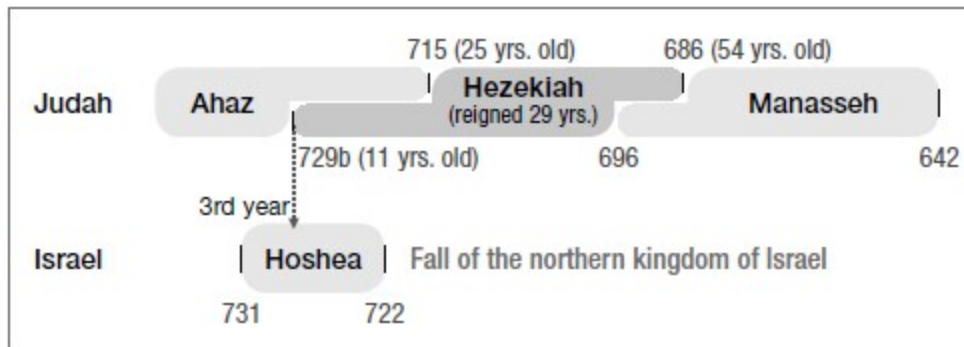 715 (25 yrs. old) 686 (54 yrs. old)
Judah Ahaz Hezekiah Manasseh
(reigned 29 yrs.)
729b (11 yrs. old) 696 642
3rd year
Israel Hoshea Fall of the northern kingdom of Israel
731 722